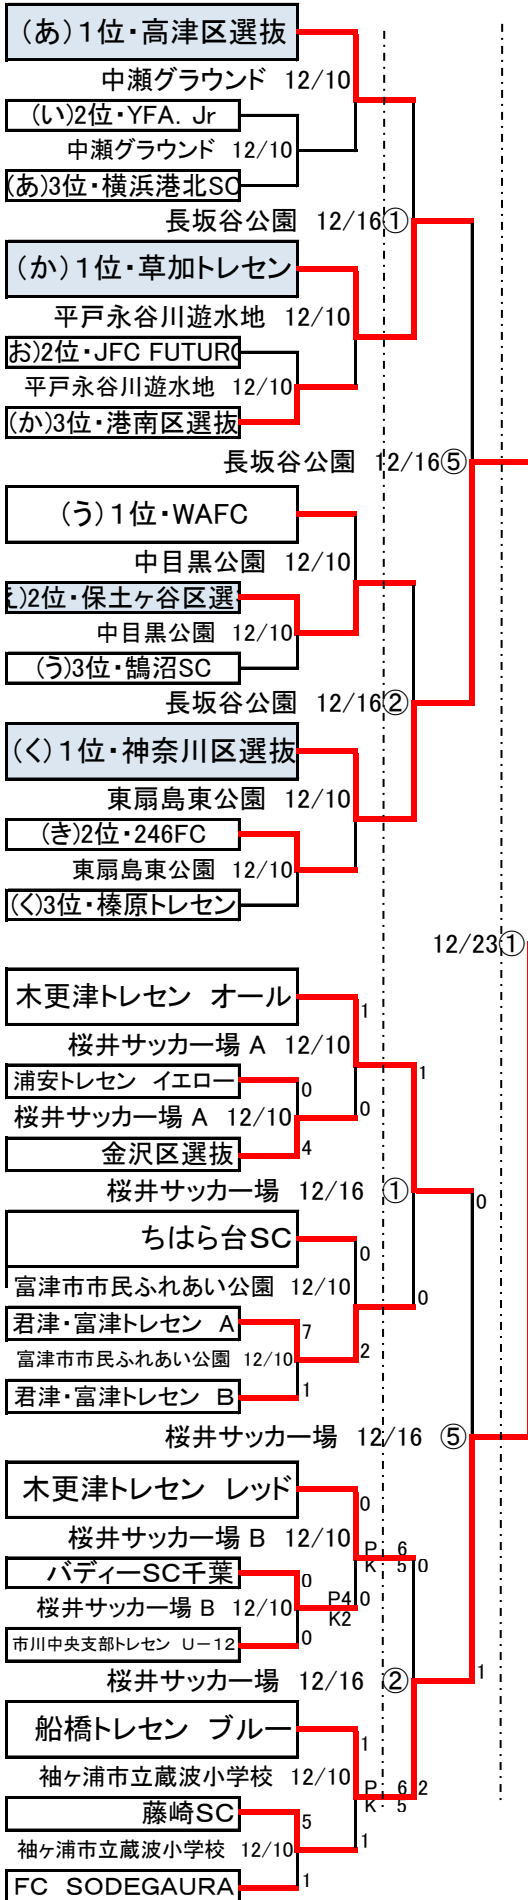 (あ)1位・高津区選抜
中瀬グラウンド 12/10
(い)2位・YFA. Jr
中瀬グラウンド 12/10
(あ)3位・横浜港北SC
長坂谷公園 12/16①
(か)1位・草加トレセン
平戸永谷川遊水地 12/10
お)2位・JFC FUTURO
平戸永谷川遊水地 12/10
(か)3位・港南区選抜
長坂谷公園 12/16⑤
(う)1位・WAFC
中目黒公園 12/10
え)2位・保土ヶ谷区選
中目黒公園 12/10
(う)3位・鵠沼SC
長坂谷公園 12/16②
(く)1位・神奈川区選抜
東扇島東公園 12/10
(き)2位・246FC
東扇島東公園 12/10
(く)3位・榛原トレセン
12/23①
木更津トレセン オール
1
桜井サッカー場 A 12/10
1
浦安トレセン イエロー
0
桜井サッカー場 A 12/10
0
金沢区選抜
4
桜井サッカー場 12/16 ①
0
ちはら台SC
0
富津市市民ふれあい公園 12/10
0
君津・富津トレセン A
7
富津市市民ふれあい公園 12/10
2
君津・富津トレセン B
1
桜井サッカー場 12/16 ⑤
木更津トレセン レッド
0
桜井サッカー場 B 12/10
P 6
K 5
0
バディーSC千葉
0
桜井サッカー場 B 12/10
P4
K2
0
市川中央支部トレセン U-12
0
桜井サッカー場 12/16 ②
1
船橋トレセン ブルー
1
袖ヶ浦市立蔵波小学校 12/10
P 6
K 5
2
藤崎SC
5
袖ヶ浦市立蔵波小学校 12/10
1
FC SODEGAURA
1